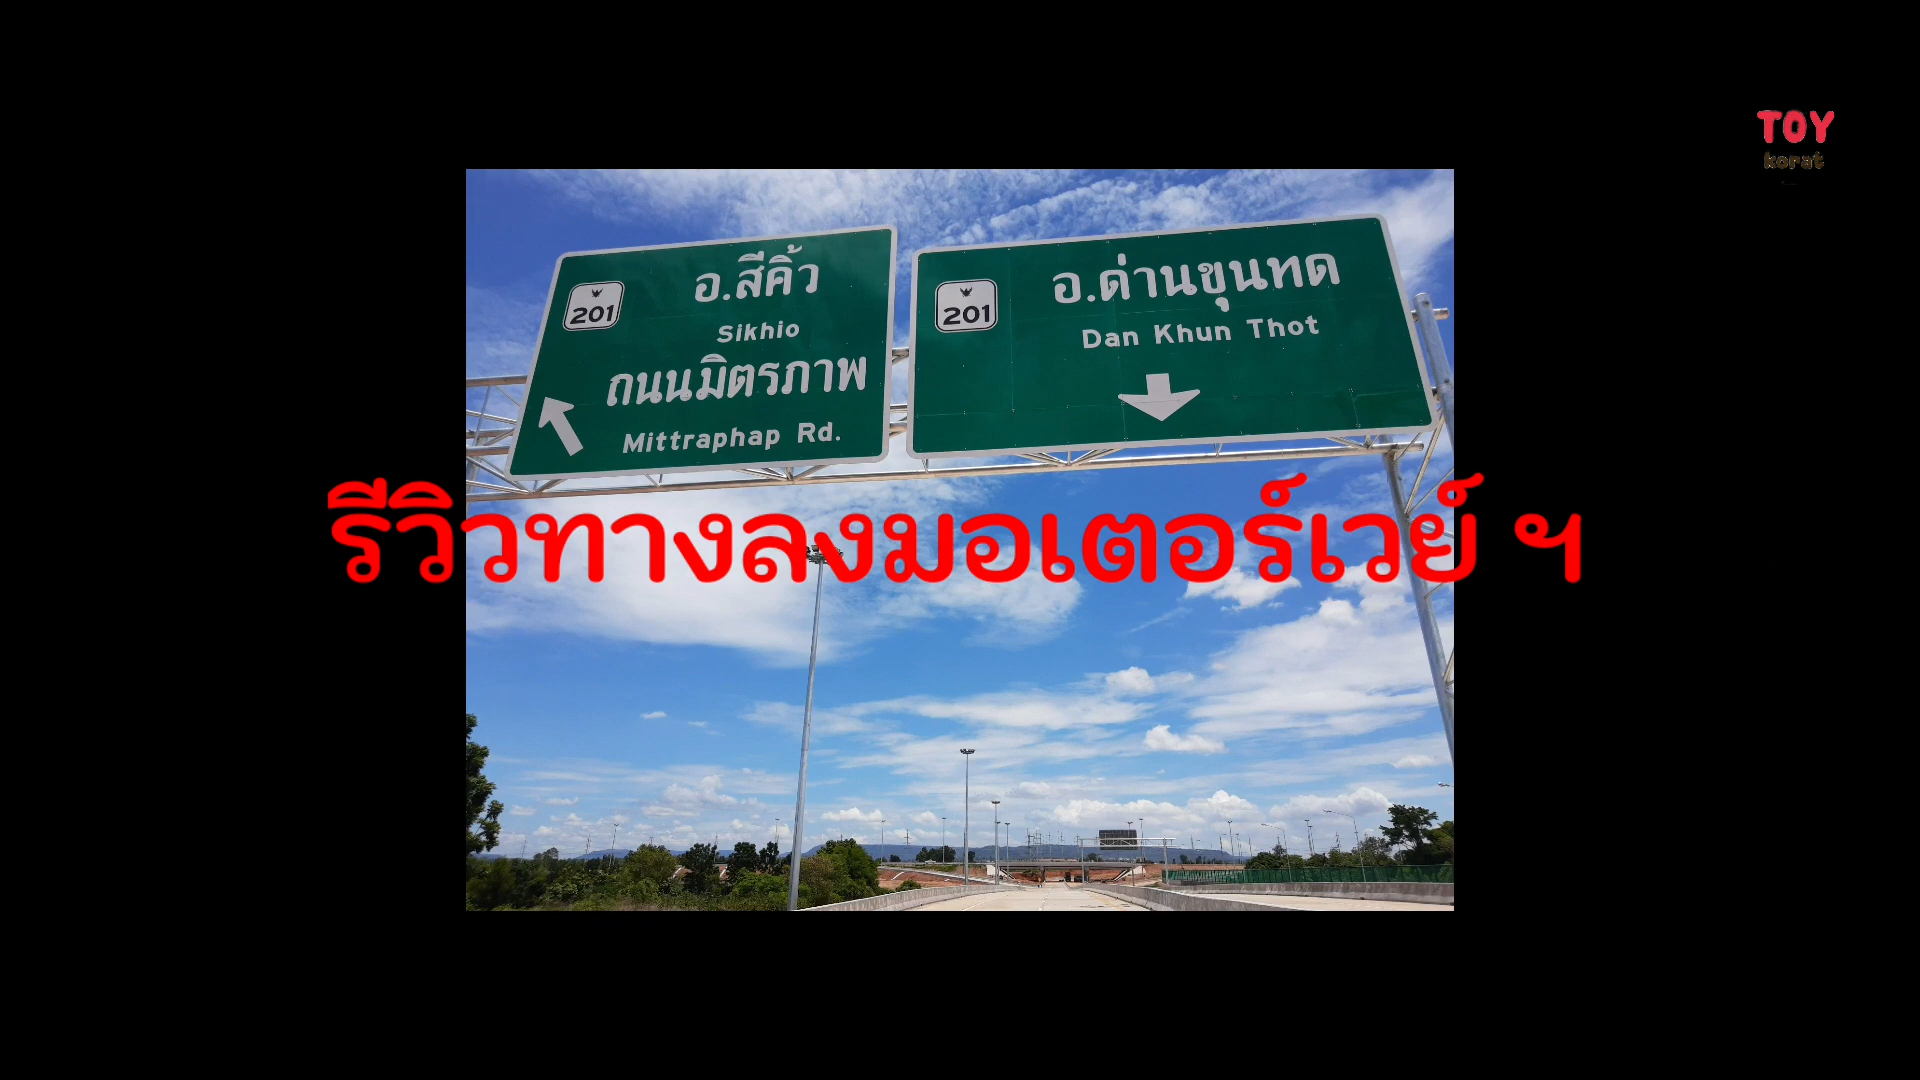 TOY
korat
201
อ.สีคิ้ว
Sikhio
ถนนมิตรภาพ
Mittraphap Rd.
201
อ.ด่านขุนทด
Dan Khun Thot
รีวิวทางลงมอเตอร์เวย์ ฯ